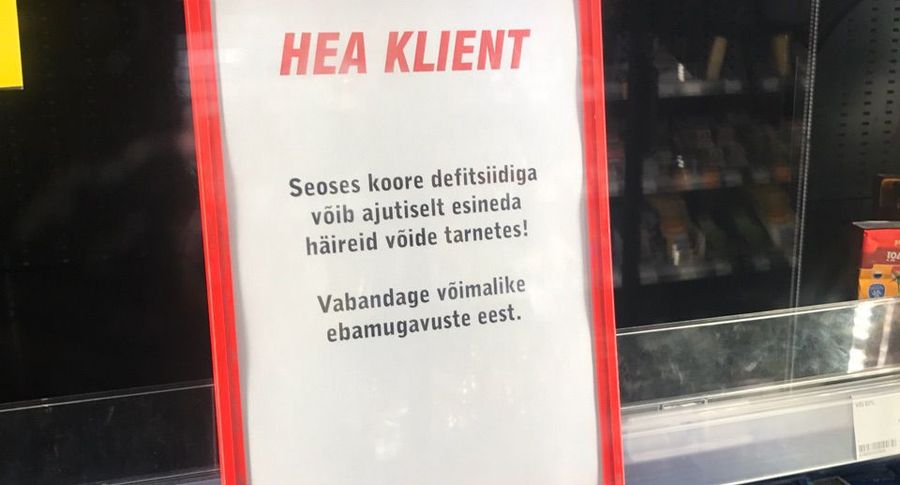 HEA KLIENT
Seoses koore defitsiidiga
võib ajutiselt esineda
häireid võide tarnetes!
Vabandage võimalike
ebamugavuste eest.